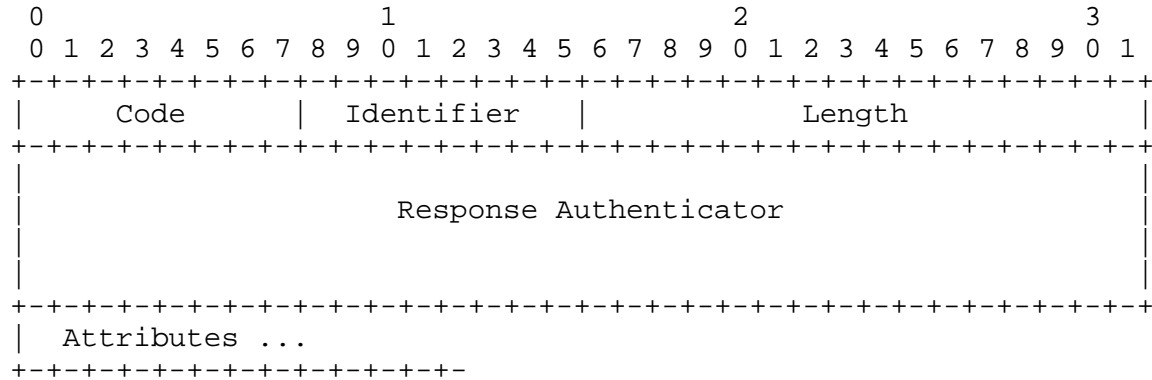 0                   1                   2                   3
 0 1 2 3 4 5 6 7 8 9 0 1 2 3 4 5 6 7 8 9 0 1 2 3 4 5 6 7 8 9 0 1
+-+-+-+-+-+-+-+-+-+-+-+-+-+-+-+-+-+-+-+-+-+-+-+-+-+-+-+-+-+-+-+-+
|     Code      |  Identifier   |            Length             |
+-+-+-+-+-+-+-+-+-+-+-+-+-+-+-+-+-+-+-+-+-+-+-+-+-+-+-+-+-+-+-+-+
|                                                               |
|                     Response Authenticator                    |
|                                                               |
|                                                               |
+-+-+-+-+-+-+-+-+-+-+-+-+-+-+-+-+-+-+-+-+-+-+-+-+-+-+-+-+-+-+-+-+
|  Attributes ...
+-+-+-+-+-+-+-+-+-+-+-+-+-